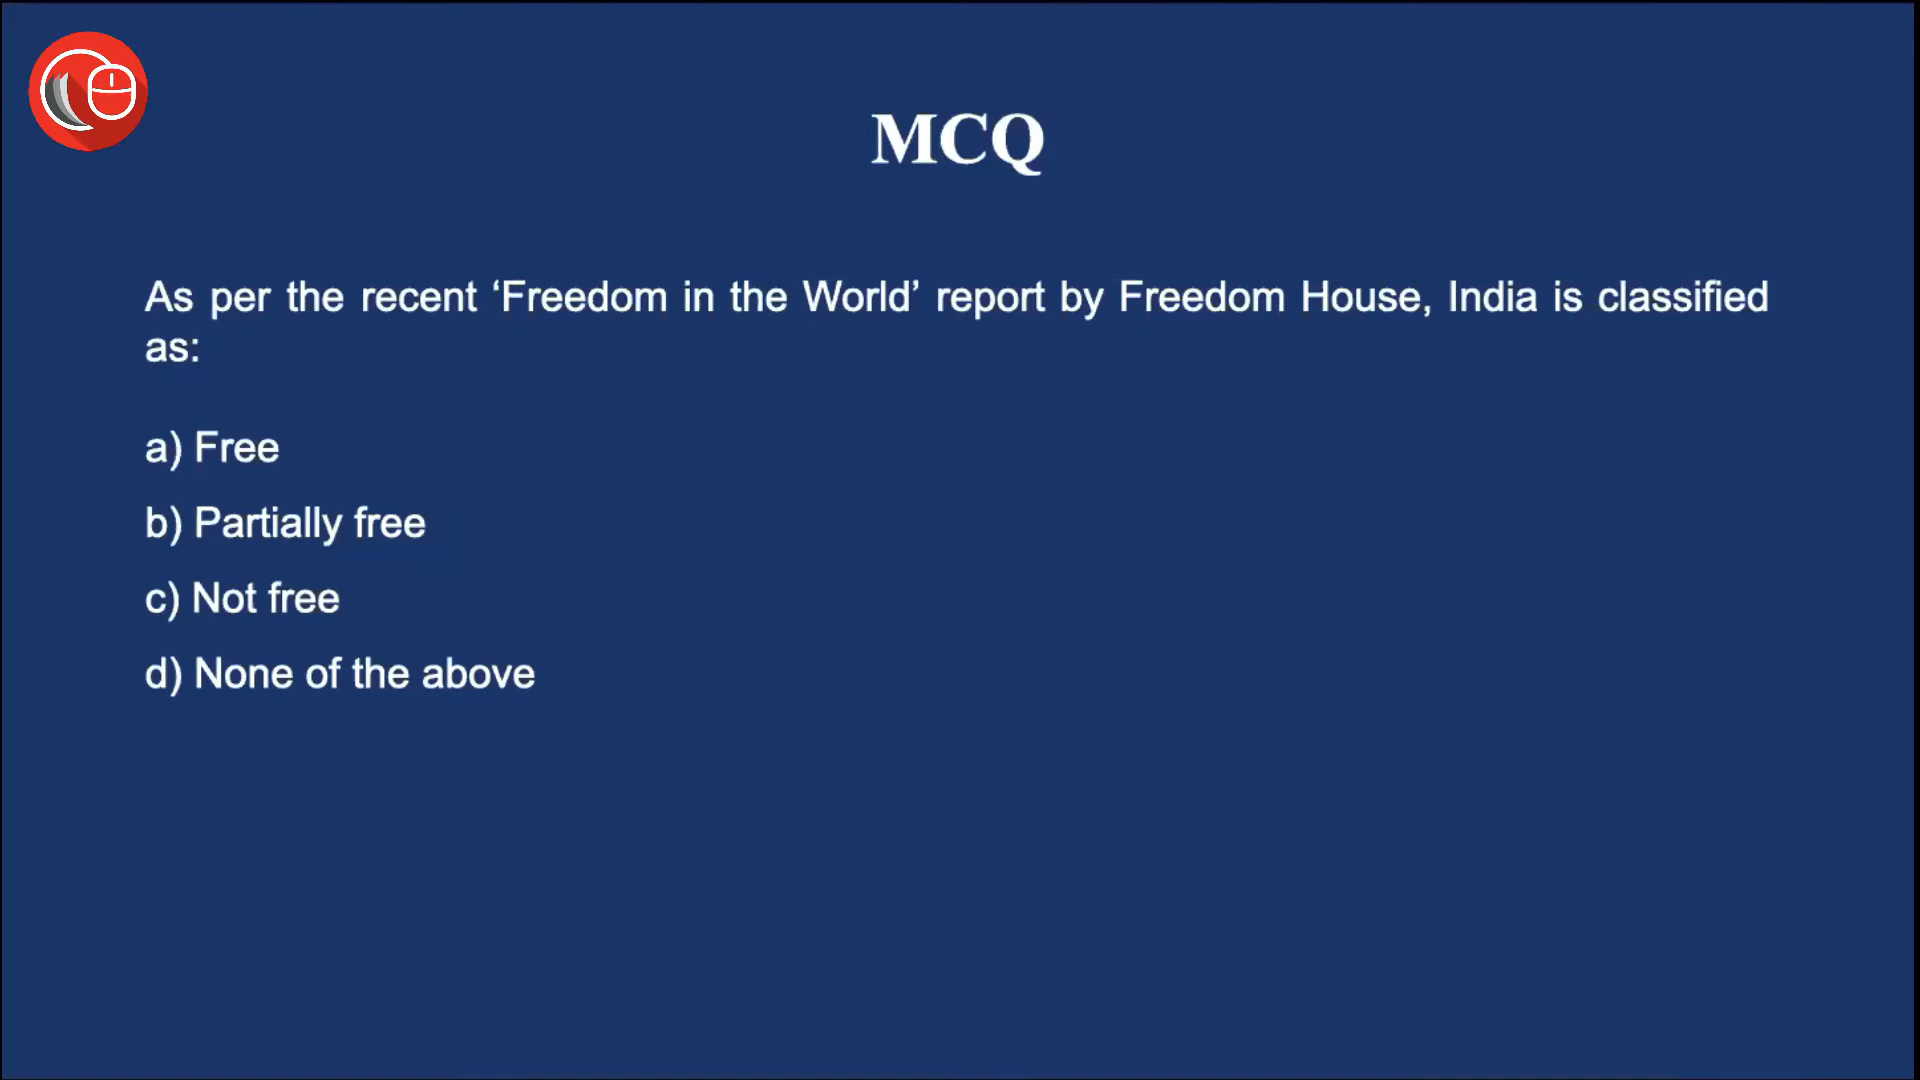 MCQ
As per the recent ‘Freedom in the World’ report by Freedom House, India is classified
as:
a) Free
b) Partially free
c) Not free
d) None of the above